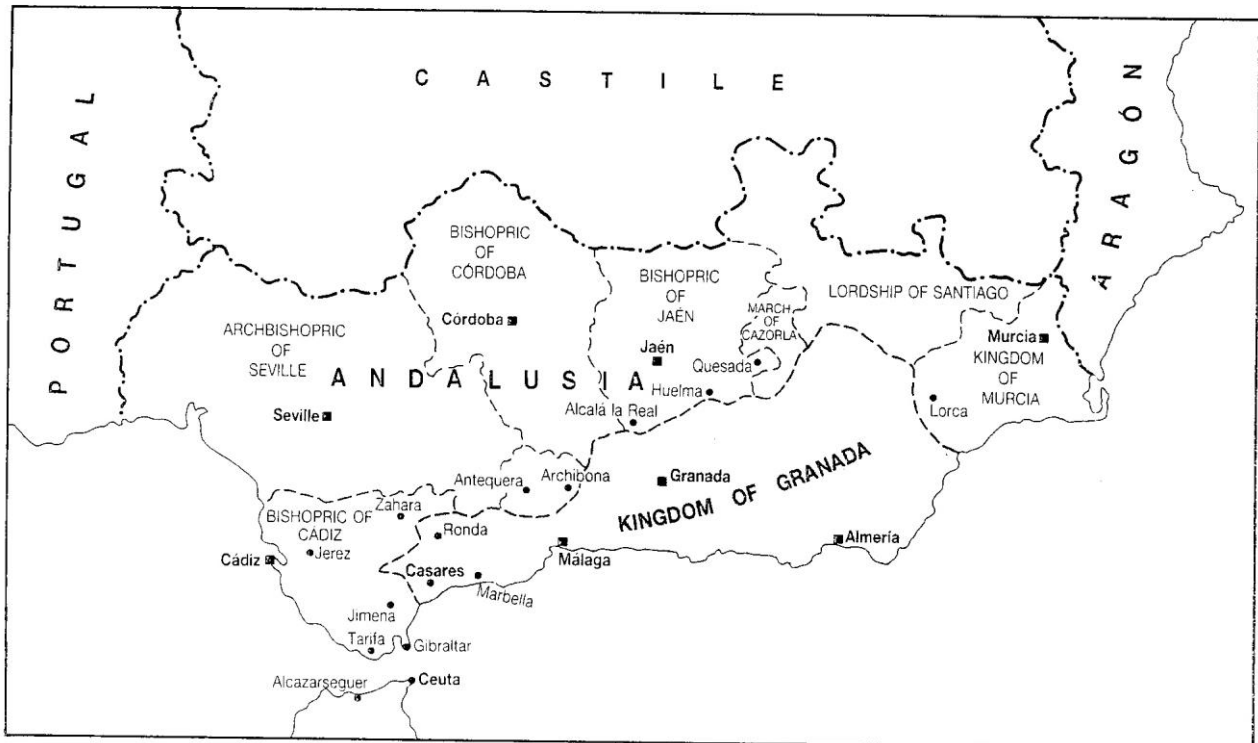 CASTILE
PORTUGAL
ARAGÓN
BISHOPRIC
OF
CÓRDOBA
Córdoba
BISHOPRIC
OF
JAÉN
Jaén
MARCH
OF
CAZORLA
LORDSHIP OF SANTIAGO
Murcia
KINGDOM
OF
MURCIA
Lorca
ARCHBISHOPRIC
OF
SEVILLE
ANDALUSIA
Seville
Quesada
Huelma
Alcalá la Real
Antequera
Archibona
Granada
KINGDOM OF GRANADA
Zahara
BISHOPRIC OF
CÁDIZ
Jerez
Cádiz
Ronda
Casares
Marbella
Málaga
Almería
Jimena
Tarifa
Gibraltar
Alcazarseguer
Ceuta